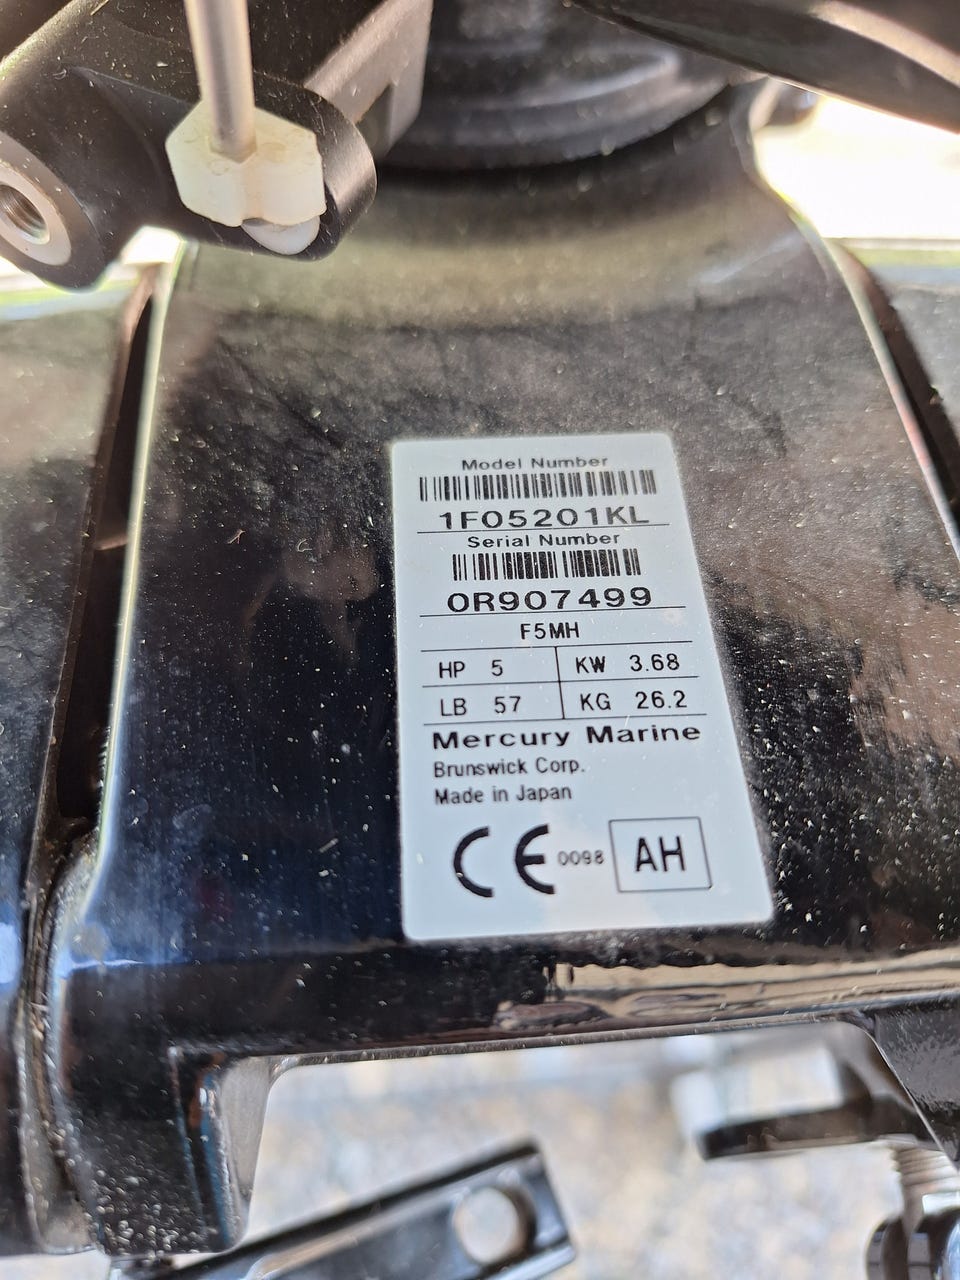 Model Number
1F05201KL
Serial Number
0R907499
F5MH
HP 5 KW 3.68
LB 57 KG 26.2
Mercury Marine
Brunswick Corp.
Made in Japan
CE 0098 AH